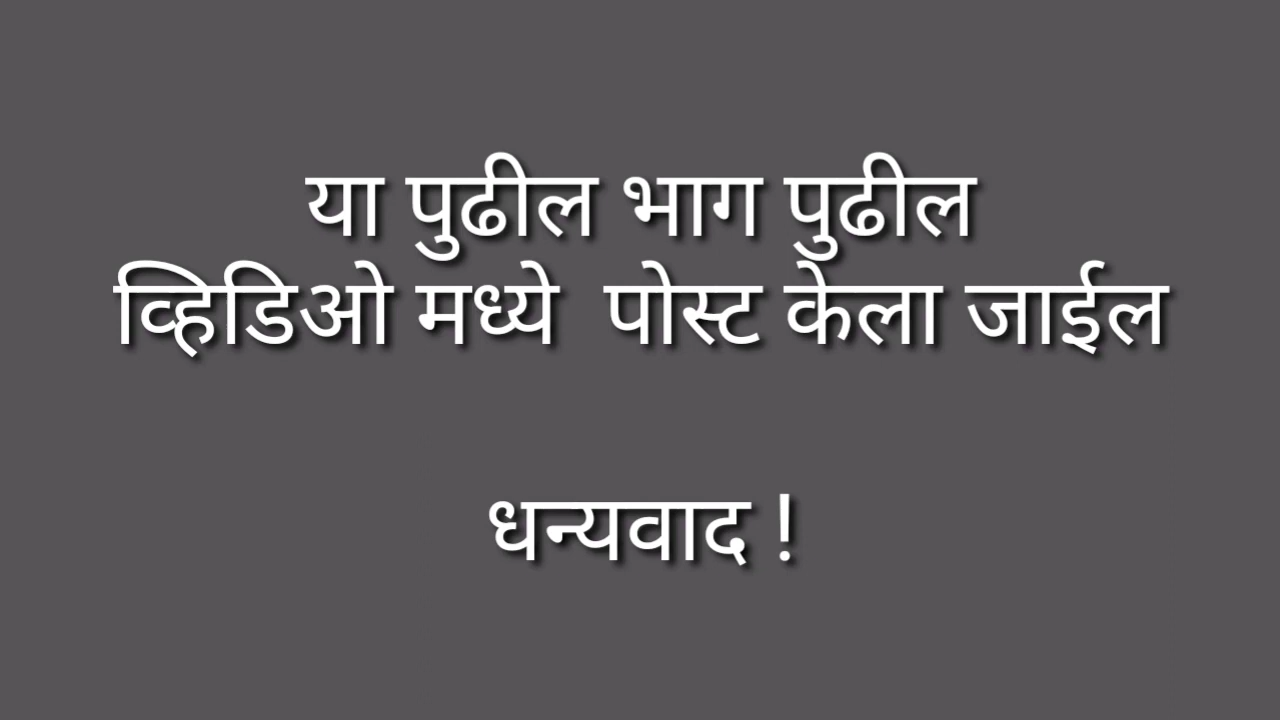 या पुढील भाग पुढील
व्हिडिओ मध्ये पोस्ट केला जाईल
धन्यवाद !